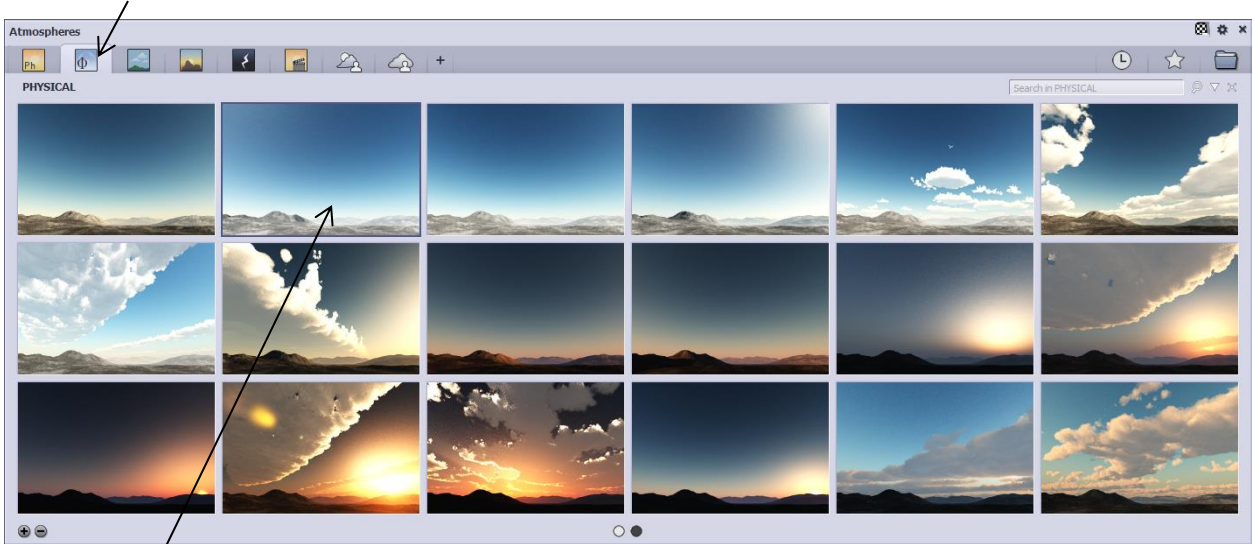 Atmospheres
Ph Φ +
PHYSICAL
Search in PHYSICAL